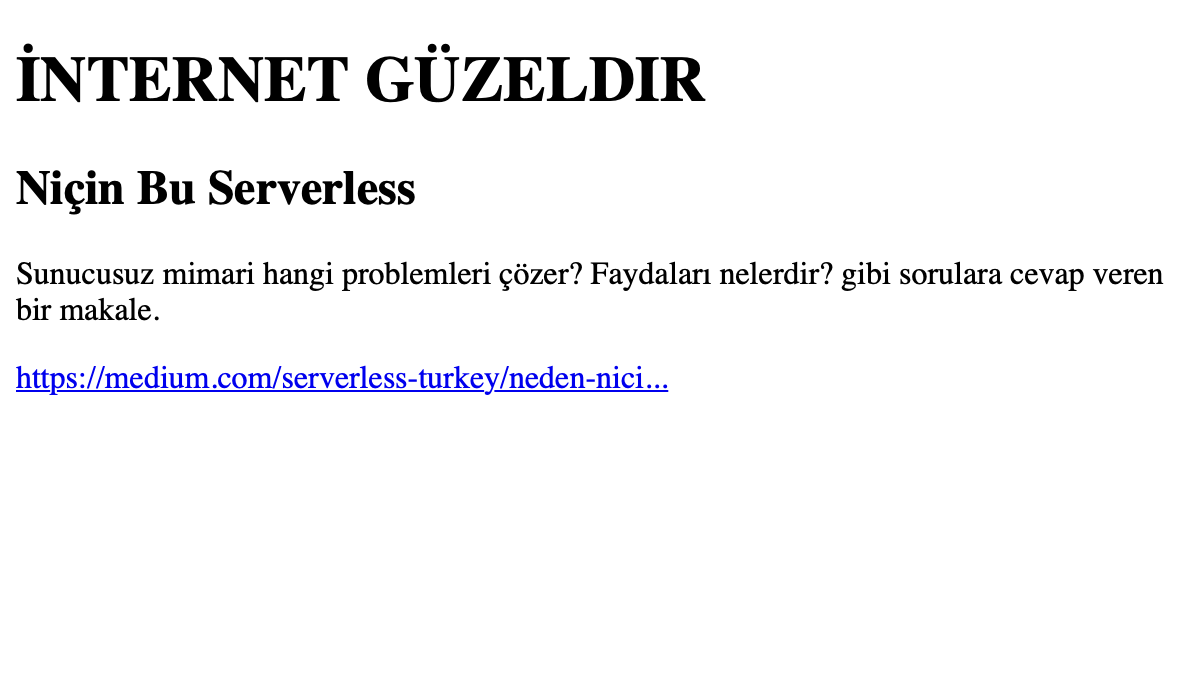 İNTERNET GÜZELDIR
Niçin Bu Serverless
Sunucusuz mimari hangi problemleri çözer? Faydaları nelerdir? gibi sorulara cevap veren
bir makale.
https://medium.com/serverless-turkey/neden-nici...